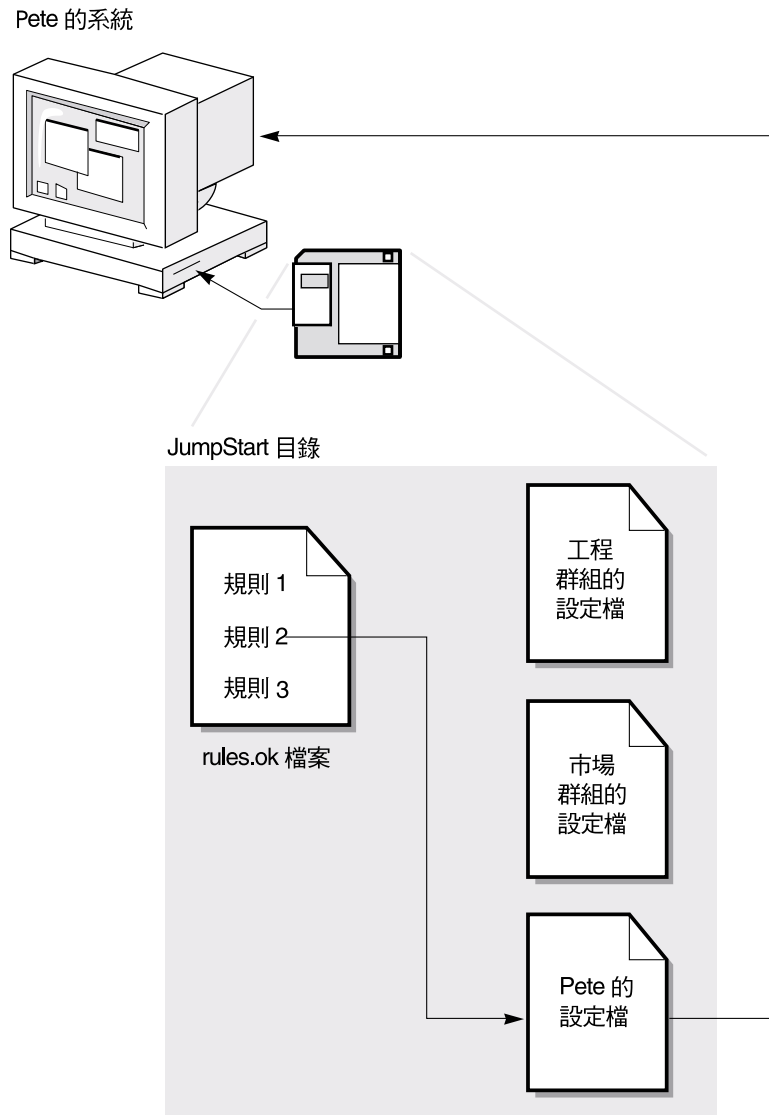 Pete 的系統
JumpStart 目錄
規則 1
規則 2
規則 3
rules.ok 檔案
工程
群組的
設定檔
市場
群組的
設定檔
Pete 的
設定檔